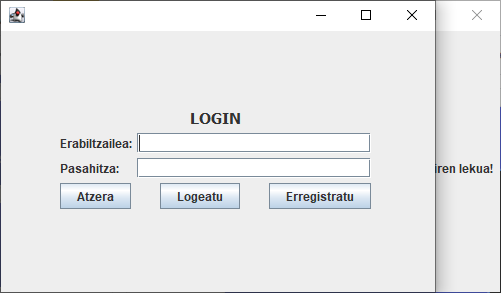 LOGIN
Erabiltzailea:
Pasahitza:
iren lekua!
Atzera Logeatu Erregistratu